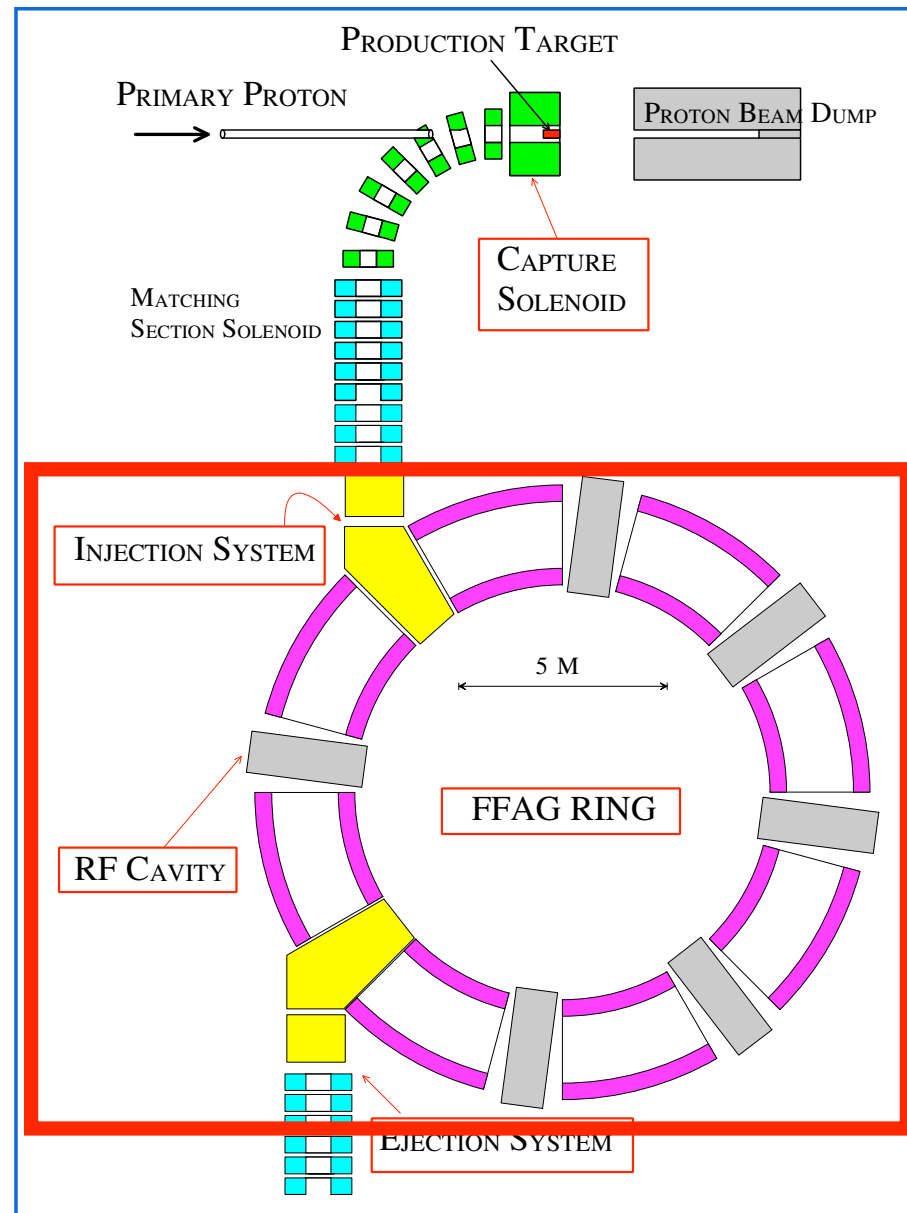 PRODUCTION TARGET
PRIMARY PROTON
PROTON BEAM DUMP
CAPTURE
SOLENOID
MATCHING
SECTION SOLENOID
INJECTION SYSTEM
5 M
FFAG RING
RF CAVITY
EJECTION SYSTEM